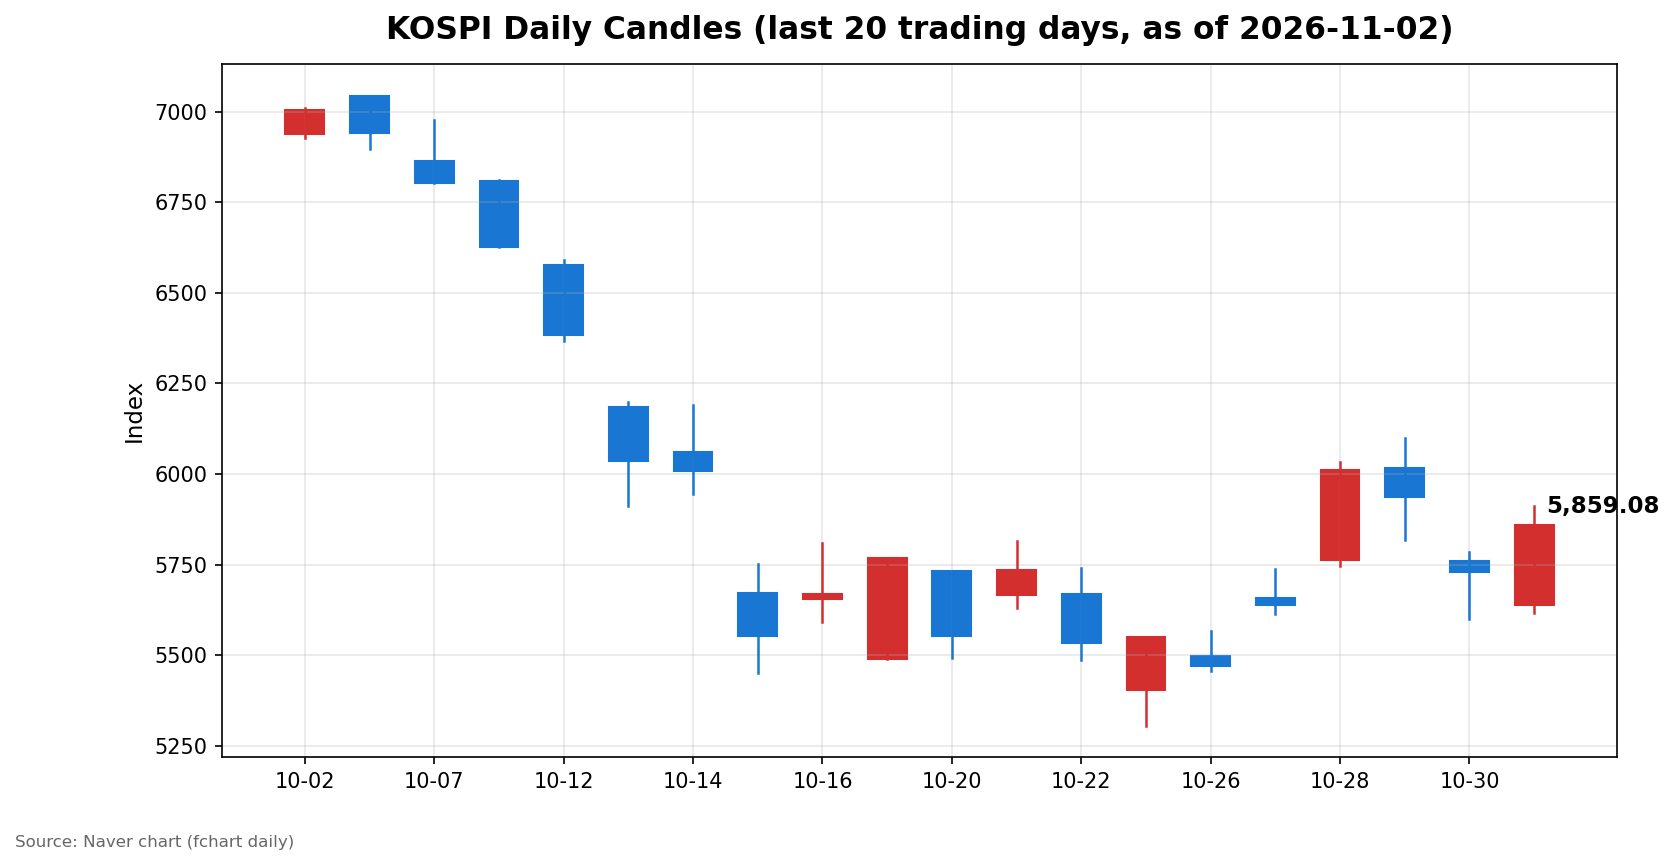 KOSPI Daily Candles (last 20 trading days, as of 2026-11-02)
Index
7000
6750
6500
6250
6000
5750
5500
5250
5,859.08
10-02 10-07 10-12 10-14 10-16 10-20 10-22 10-26 10-28 10-30
Source: Naver chart (fchart daily)